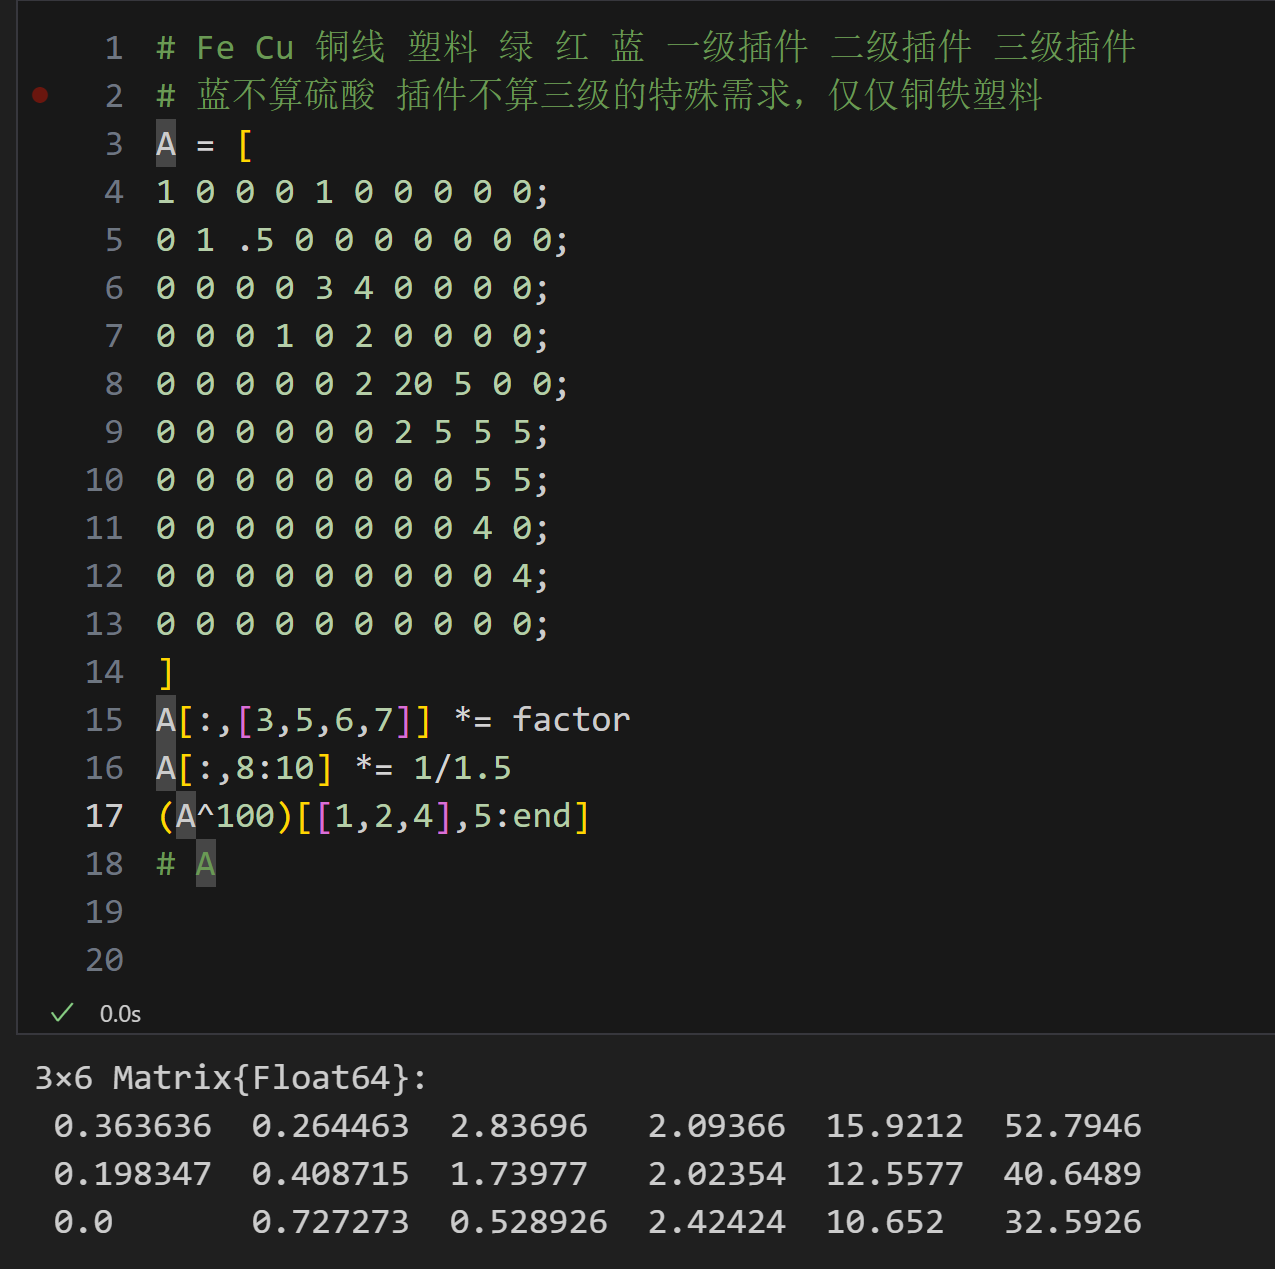 1 # Fe Cu 铜线 塑料 绿 红 蓝 一级插件 二级插件 三级插件
2 # 蓝不算硫酸 插件不算三级的特殊需求，仅仅铜铁塑料
3 A = [
4 1 0 0 0 1 0 0 0 0 0;
5 0 1 .5 0 0 0 0 0 0 0;
6 0 0 0 0 3 4 0 0 0 0;
7 0 0 0 1 0 2 0 0 0 0;
8 0 0 0 0 0 2 20 5 0 0;
9 0 0 0 0 0 0 2 5 5 5;
10 0 0 0 0 0 0 0 0 5 5;
11 0 0 0 0 0 0 0 0 4 0;
12 0 0 0 0 0 0 0 0 0 4;
13 0 0 0 0 0 0 0 0 0 0;
14 ]
15 A[:,[3,5,6,7]] *= factor
16 A[:,8:10] *= 1/1.5
17 (A^100)[[1,2,4],5:end]
18 # A
19
20
0.0s
3×6 Matrix{Float64}:
0.363636 0.264463 2.83696 2.09366 15.9212 52.7946
0.198347 0.408715 1.73977 2.02354 12.5577 40.6489
0.0 0.727273 0.528926 2.42424 10.652 32.5926